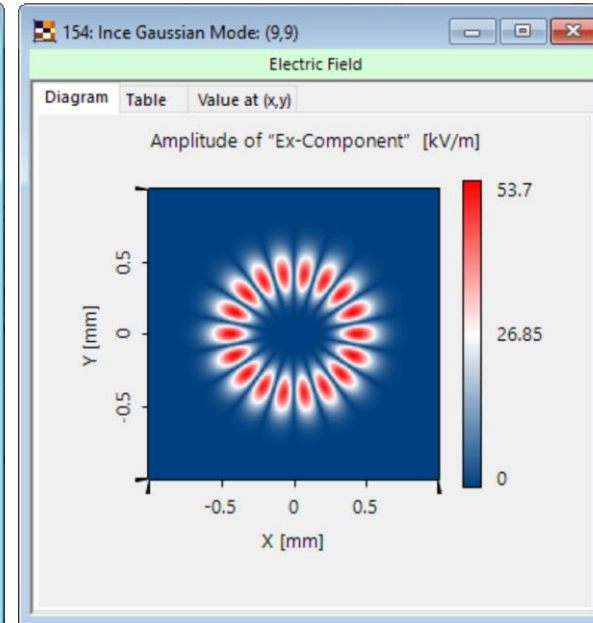 154: Ince Gaussian Mode: (9,9)
Electric Field
Diagram Table Value at (x,y)
Amplitude of "Ex-Component" [kV/m]
53.7
0.5
Y [mm] 0 26.85
-0.5
0
-0.5 0 0.5
X [mm]